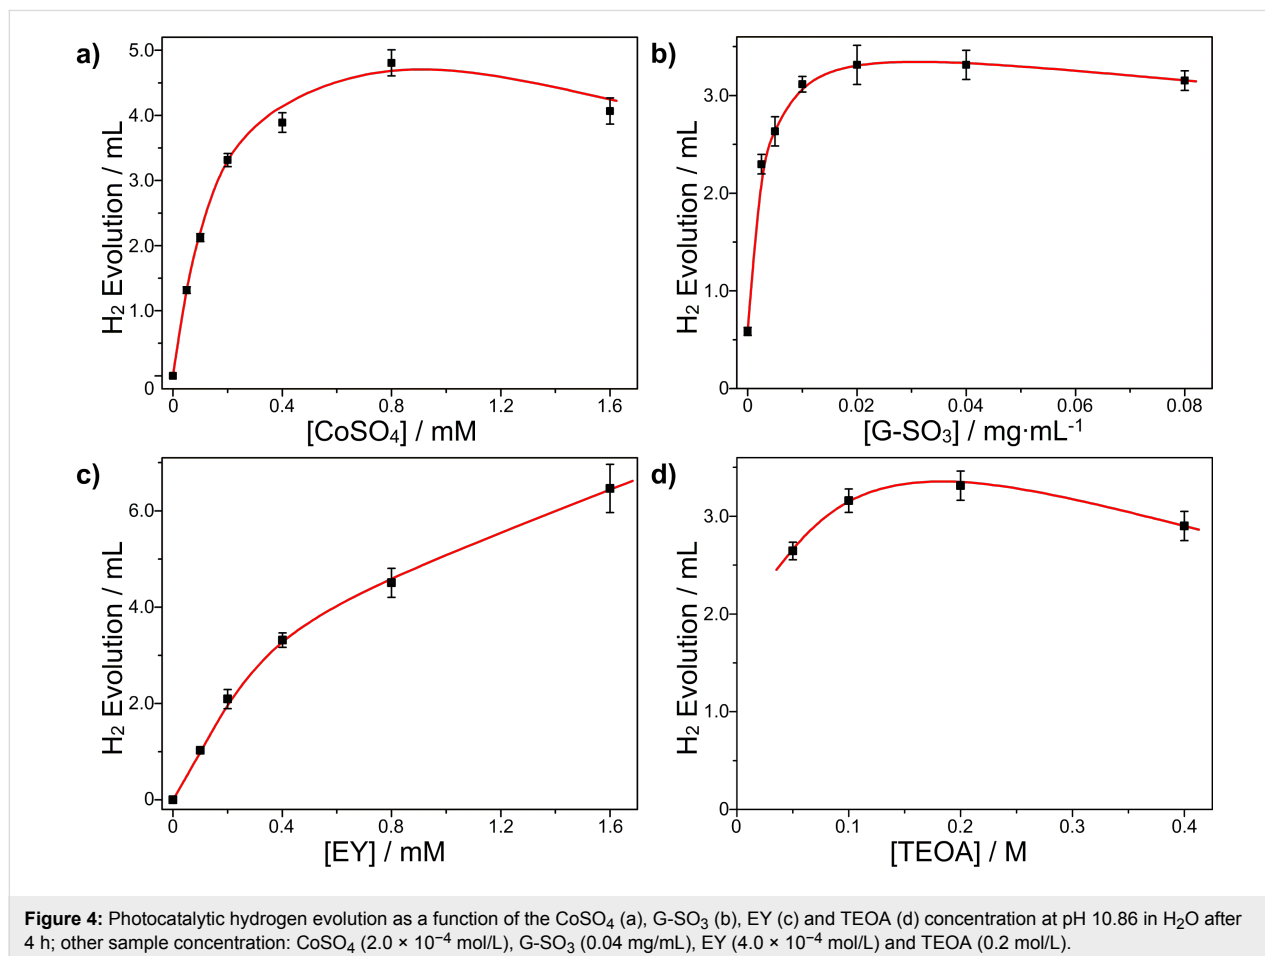 a)
5.0
4.0
3.0
2.0
1.0
0
H₂ Evolution / mL
0 0.4 0.8 1.2 1.6
[CoSO₄] / mM
b)
3.0
2.0
1.0
0
H₂ Evolution / mL
0 0.02 0.04 0.06 0.08
[G-SO₃] / mg·mL⁻¹
c)
6.0
4.0
2.0
0
H₂ Evolution / mL
0 0.4 0.8 1.2 1.6
[EY] / mM
d)
3.0
2.0
1.0
0
H₂ Evolution / mL
0 0.1 0.2 0.3 0.4
[TEOA] / M
Figure 4: Photocatalytic hydrogen evolution as a function of the CoSO₄ (a), G-SO₃ (b), EY (c) and TEOA (d) concentration at pH 10.86 in H₂O after
4 h; other sample concentration: CoSO₄ (2.0 × 10⁻⁴ mol/L), G-SO₃ (0.04 mg/mL), EY (4.0 × 10⁻⁴ mol/L) and TEOA (0.2 mol/L).